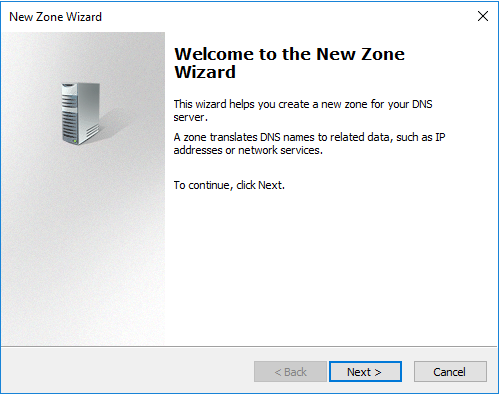 New Zone Wizard
Welcome to the New Zone
Wizard
This wizard helps you create a new zone for your DNS
server.
A zone translates DNS names to related data, such as IP
addresses or network services.
To continue, click Next.
< Back
Next >
Cancel